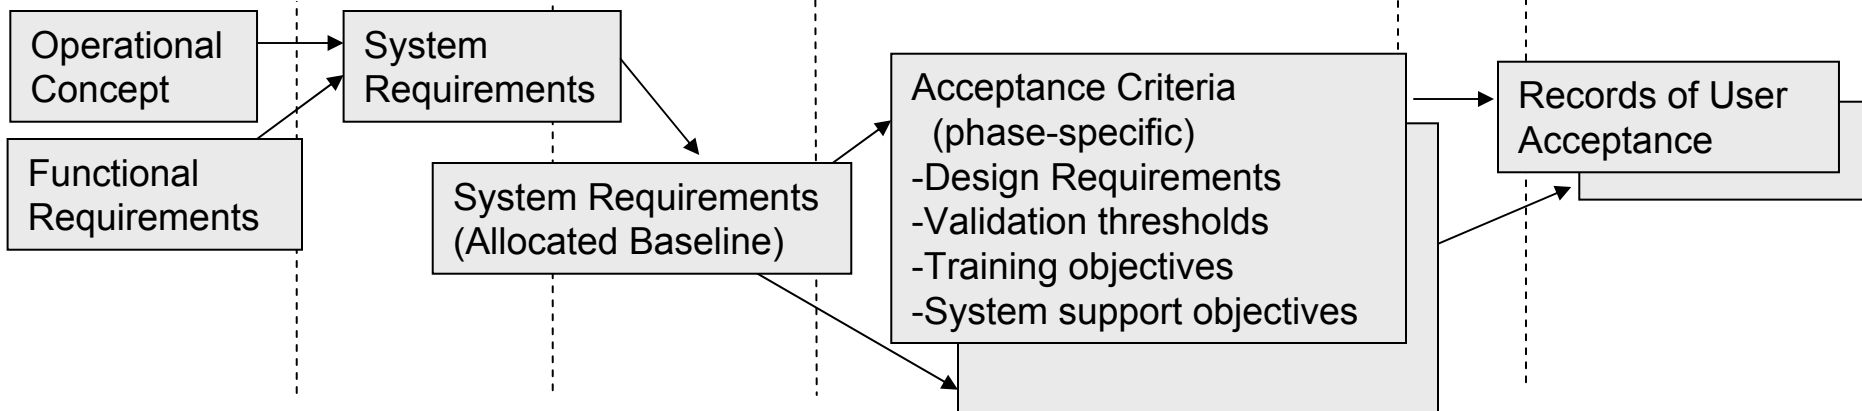 Operational
Concept
Functional
Requirements
System
Requirements
System Requirements
(Allocated Baseline)
Acceptance Criteria
(phase-specific)
-Design Requirements
-Validation thresholds
-Training objectives
-System support objectives
Records of User
Acceptance